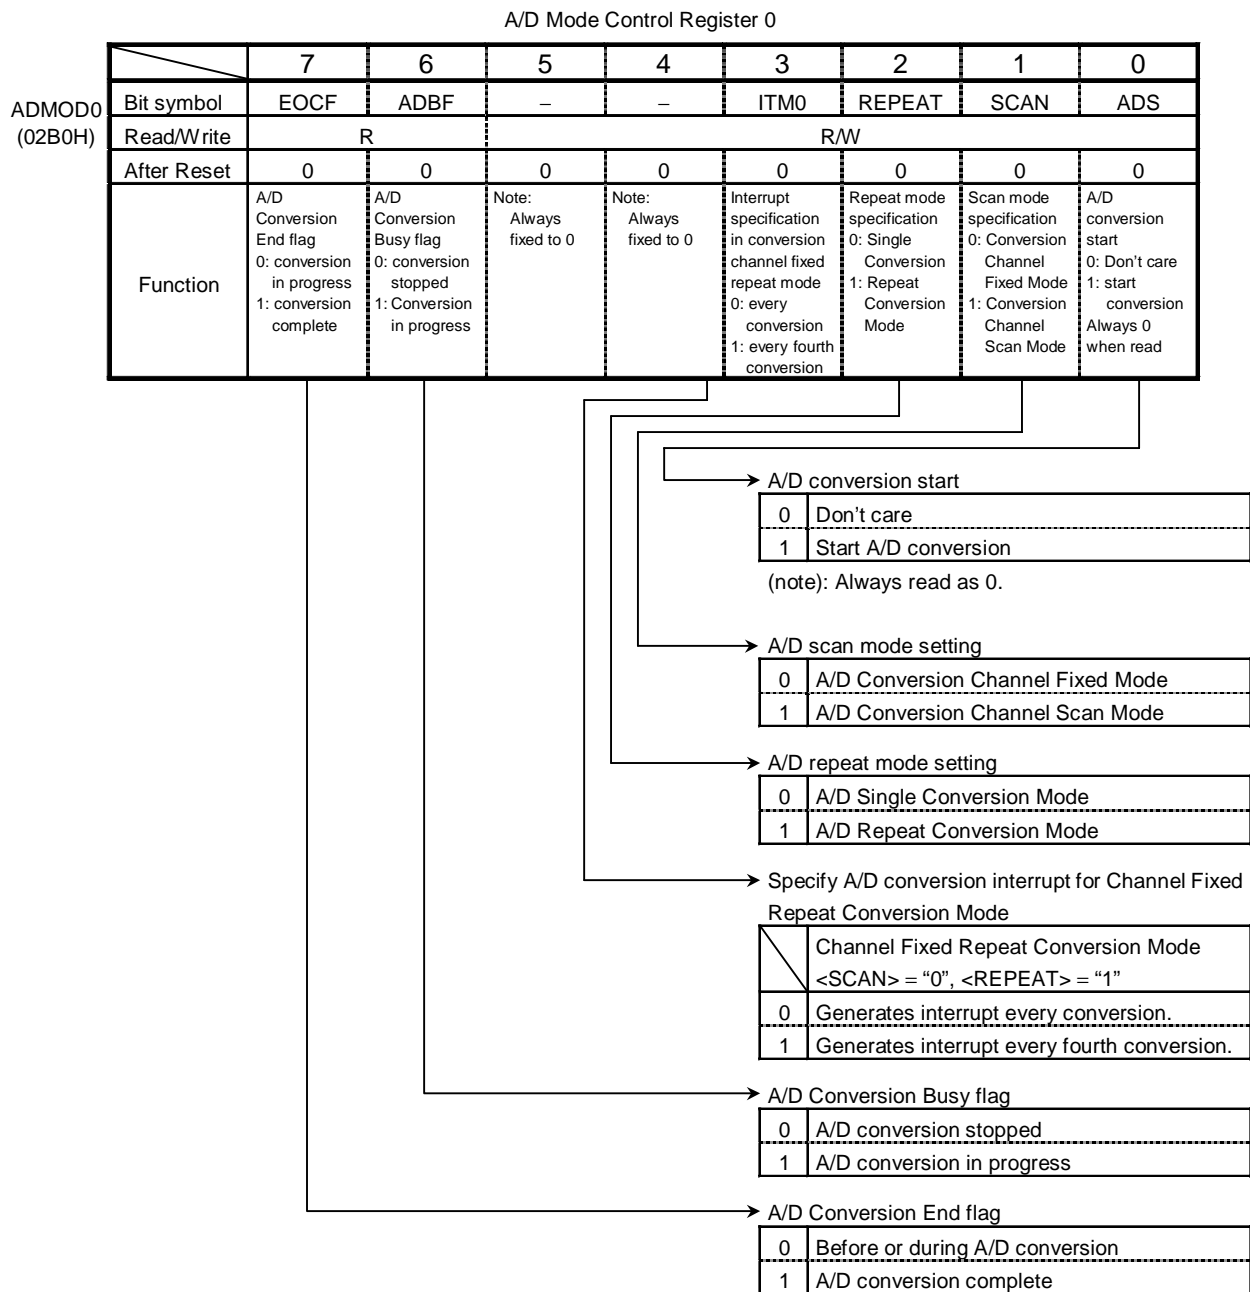 A/D Mode Control Register 0
7 6 5 4 3 2 1 0
ADMOD0
(02B0H)
Bit symbol EOCF ADBF – – ITM0 REPEAT SCAN ADS
Read/Write R R/W
After Reset 0 0 0 0 0 0 0 0
Function
A/D
Conversion
End flag
0: conversion
in progress
1: conversion
complete
A/D
Conversion
Busy flag
0: conversion
stopped
1: Conversion
in progress
Note:
Always
fixed to 0
Note:
Always
fixed to 0
Interrupt
specification
in conversion
channel fixed
repeat mode
0: every
conversion
1: every fourth
conversion
Repeat mode
specification
0: Single
Conversion
1: Repeat
Conversion
Mode
Scan mode
specification
0: Conversion
Channel
Fixed Mode
1: Conversion
Channel
Scan Mode
A/D
conversion
start
0: Don't care
1: start
conversion
Always 0
when read
A/D conversion start
0 Don't care
1 Start A/D conversion
(note): Always read as 0.
A/D scan mode setting
0 A/D Conversion Channel Fixed Mode
1 A/D Conversion Channel Scan Mode
A/D repeat mode setting
0 A/D Single Conversion Mode
1 A/D Repeat Conversion Mode
Specify A/D conversion interrupt for Channel Fixed
Repeat Conversion Mode
Channel Fixed Repeat Conversion Mode
<SCAN> = “0”, <REPEAT> = “1”
0 Generates interrupt every conversion.
1 Generates interrupt every fourth conversion.
A/D Conversion Busy flag
0 A/D conversion stopped
1 A/D conversion in progress
A/D Conversion End flag
0 Before or during A/D conversion
1 A/D conversion complete